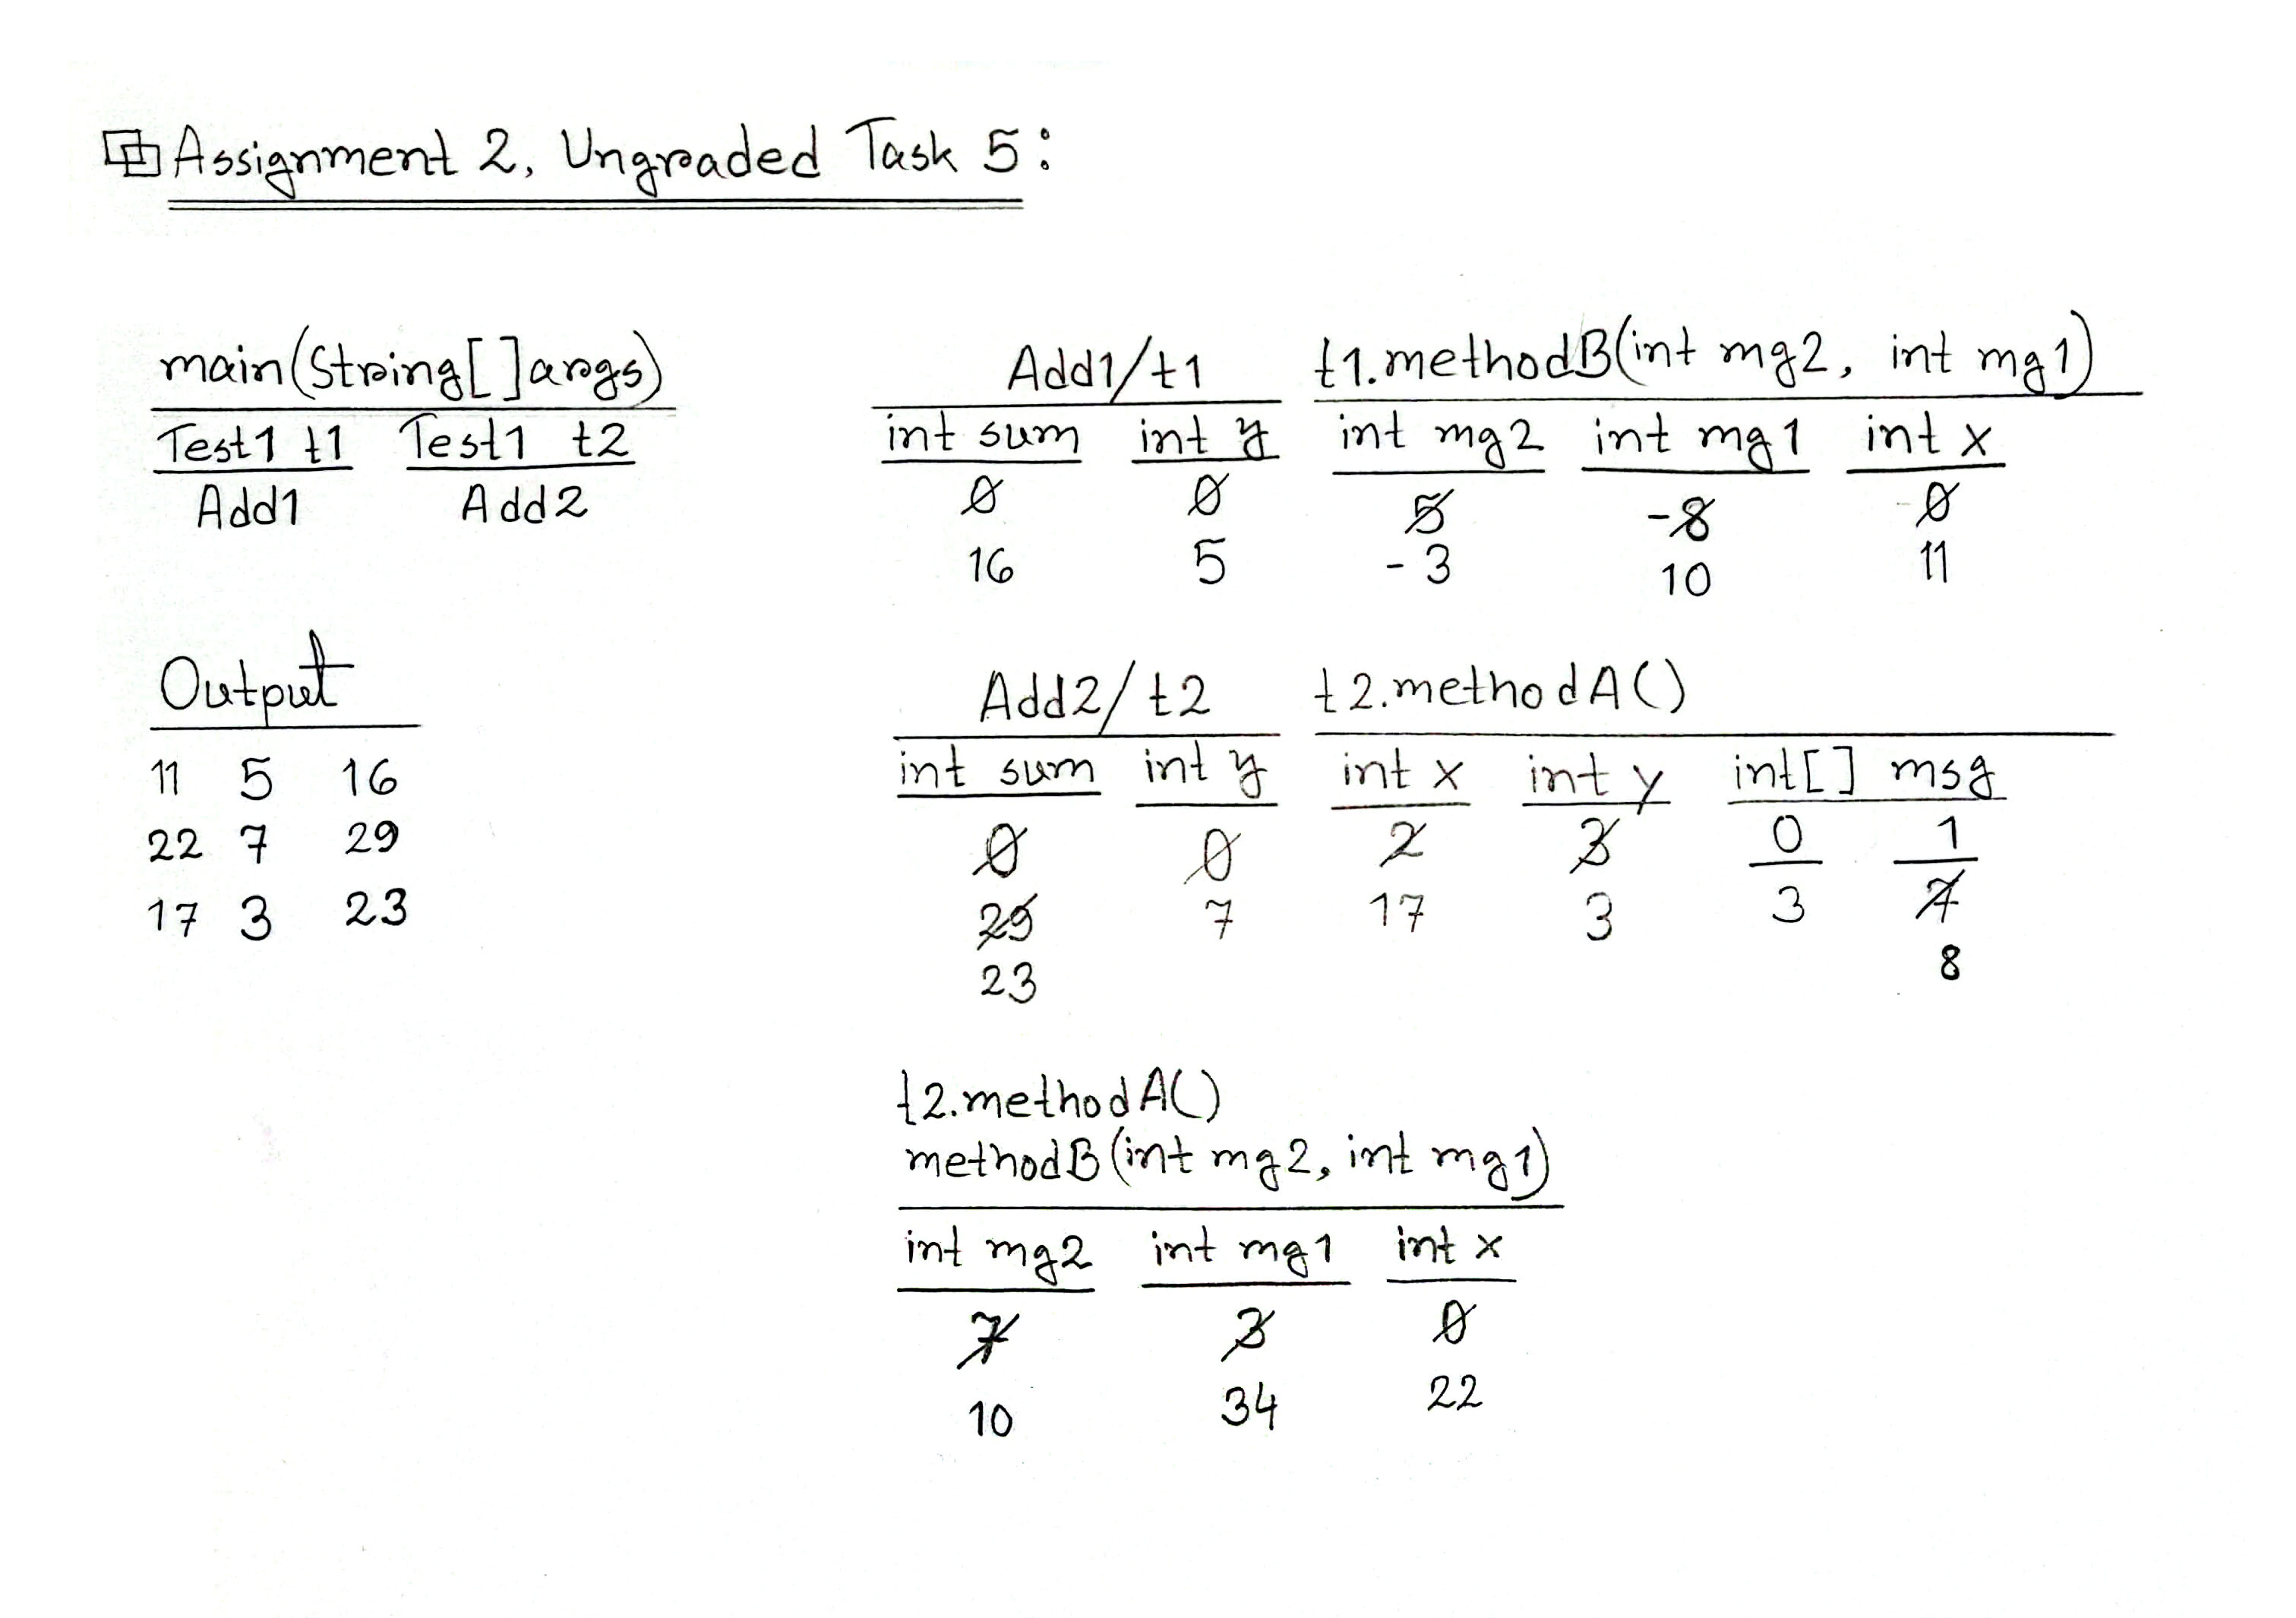 Assignment 2, Ungraded Task 5:
main(String[]args)
Test1 t1 Test1 t2
Add1 Add2
Output
11 5 16
22 7 29
17 3 23
Add1/t1
int sum int y
0 0
16 5
t1.methodB(int mg2, int mg1)
int mg2 int mg1 int x
5 -8 0
-3 10 11
Add2/t2
int sum int y
0 0
29 7
23
t2.methodA()
int x int y int[] msg
2 3 0 1
17 3 3 7
8
t2.methodA()
methodB(int mg2, int mg1)
int mg2 int mg1 int x
7 3 0
10 34 22